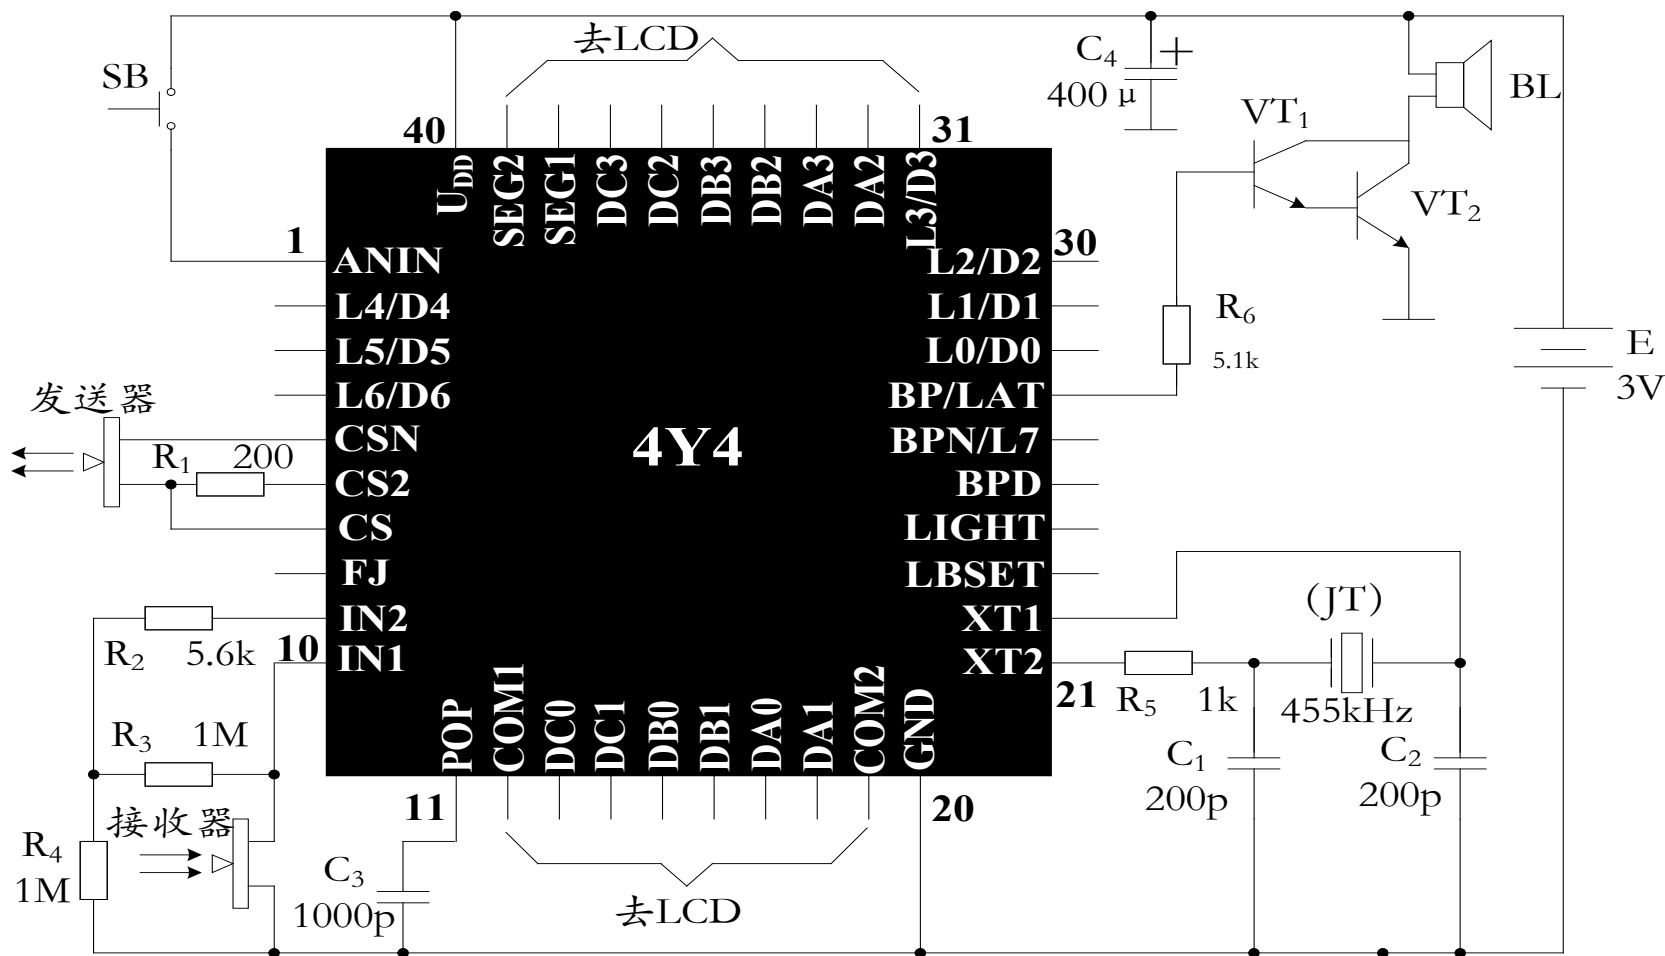 去LCD
SB
C4
+
400 μ
BL
VT1
40
31
UDD
SEG2
SEG1
DC3
DC2
DB3
DB2
DA3
DA2
L3/D3
VT2
1
30
ANIN
L2/D2
L4/D4
L1/D1
R6
5.1k
L5/D5
L0/D0
E
3V
L6/D6
BP/LAT
发送器
CSN
4Y4
BPN/L7
R1
200
CS2
BPD
CS
LIGHT
FJ
LBSET
(JT)
IN2
XT1
R2
5.6k
10
IN1
XT2
21
R5
1k
455kHz
POP
COM1
DC0
DC1
DB0
DB1
DA0
DA1
COM2
GND
R3
1M
C1
200p
C2
200p
11
20
接收器
R4
1M
C3
1000p
去LCD